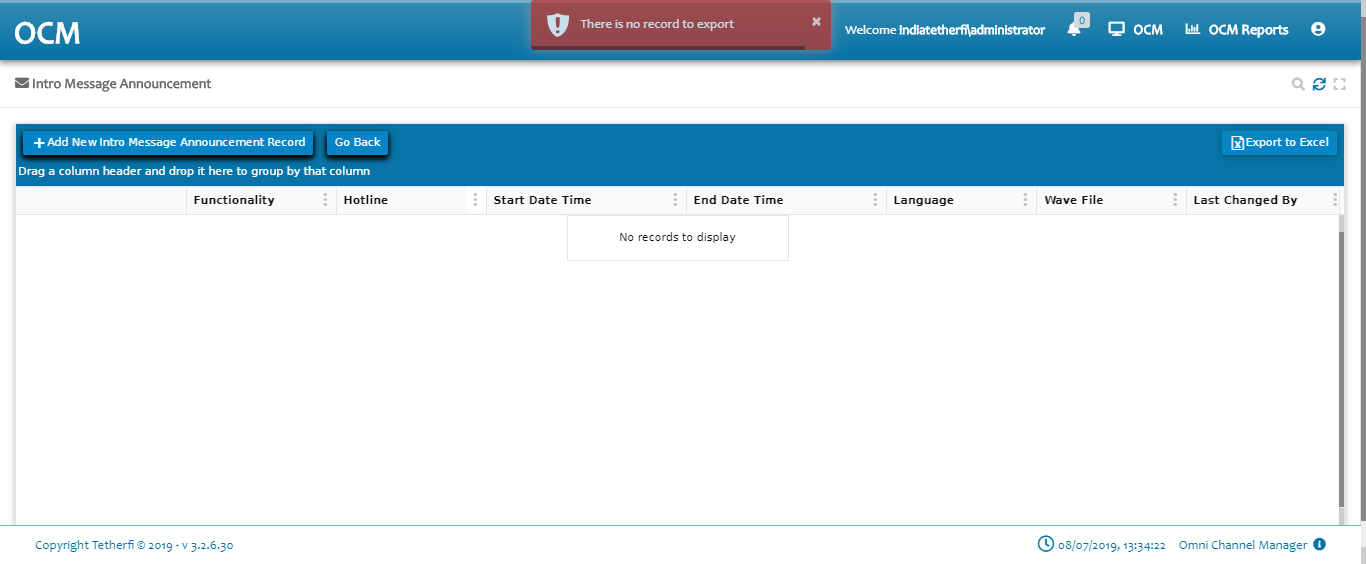 OCM
There is no record to export
Welcome indiatetherfi\administrator
0
OCM
OCM Reports
Intro Message Announcement
Add New Intro Message Announcement Record
Go Back
Export to Excel
Drag a column header and drop it here to group by that column
Functionality
Hotline
Start Date Time
End Date Time
Language
Wave File
Last Changed By
No records to display
Copyright Tetherfi © 2019 - v 3.2.6.30
08/07/2019, 13:34:22
Omni Channel Manager